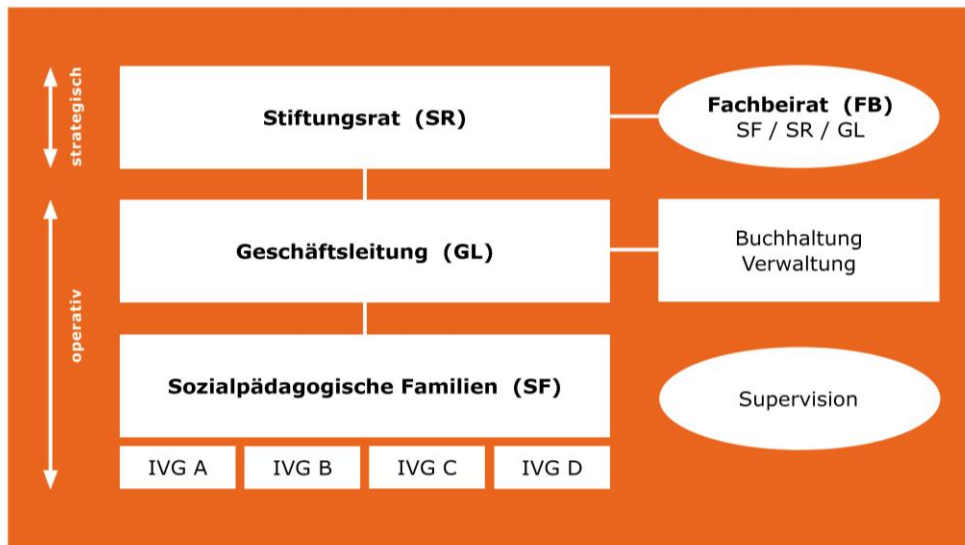 strategisch
Stiftungsrat (SR)
Fachbeirat (FB)
SF / SR / GL
operativ
Geschäftsleitung (GL)
Buchhaltung
Verwaltung
Sozialpädagogische Familien (SF)
Supervision
IVG A
IVG B
IVG C
IVG D